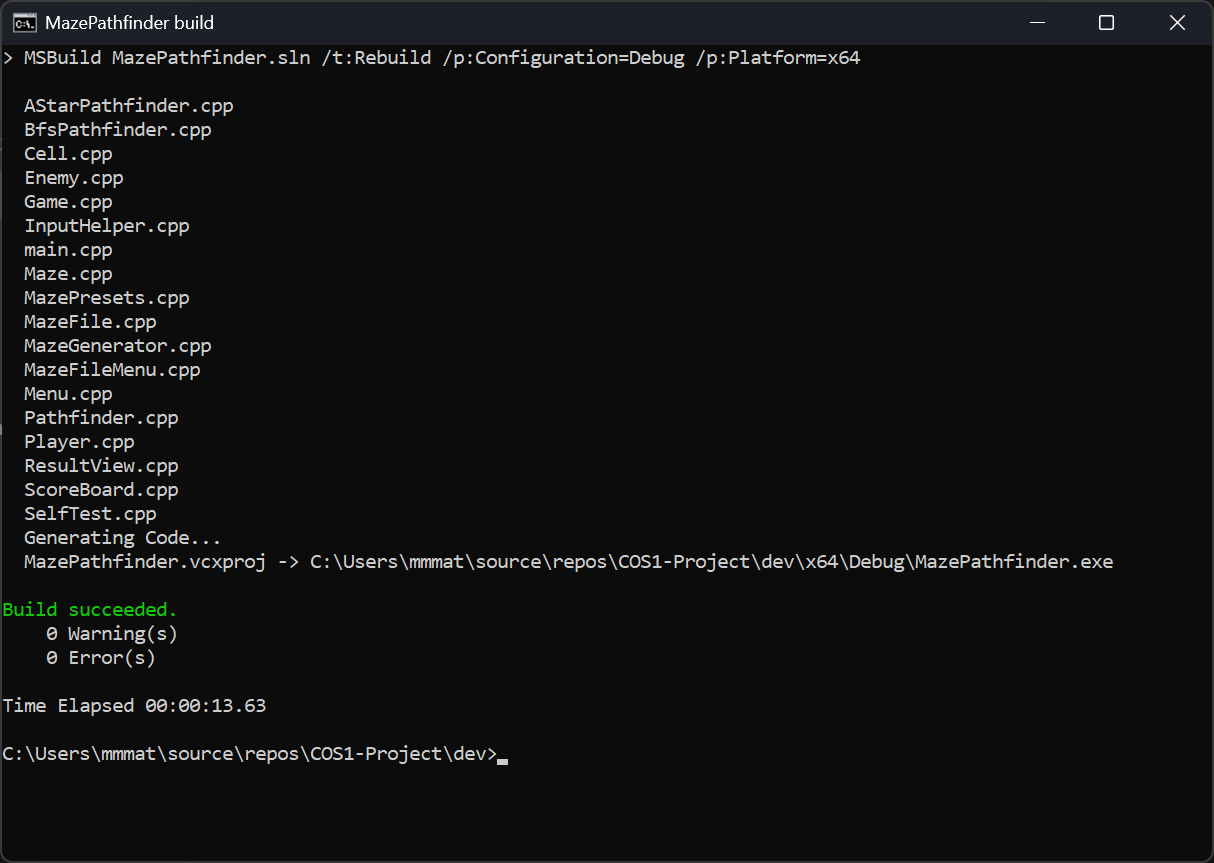 MazePathfinder build
> MSBuild MazePathfinder.sln /t:Rebuild /p:Configuration=Debug /p:Platform=x64
AStarPathfinder.cpp
BfsPathfinder.cpp
Cell.cpp
Enemy.cpp
Game.cpp
InputHelper.cpp
main.cpp
Maze.cpp
MazePresets.cpp
MazeFile.cpp
MazeGenerator.cpp
MazeFileMenu.cpp
Menu.cpp
Pathfinder.cpp
Player.cpp
ResultView.cpp
ScoreBoard.cpp
SelfTest.cpp
Generating Code...
MazePathfinder.vcxproj -> C:\Users\mmmat\source\repos\COS1-Project\dev\x64\Debug\MazePathfinder.exe
Build succeeded.
0 Warning(s)
0 Error(s)
Time Elapsed 00:00:13.63
C:\Users\mmmat\source\repos\COS1-Project\dev>